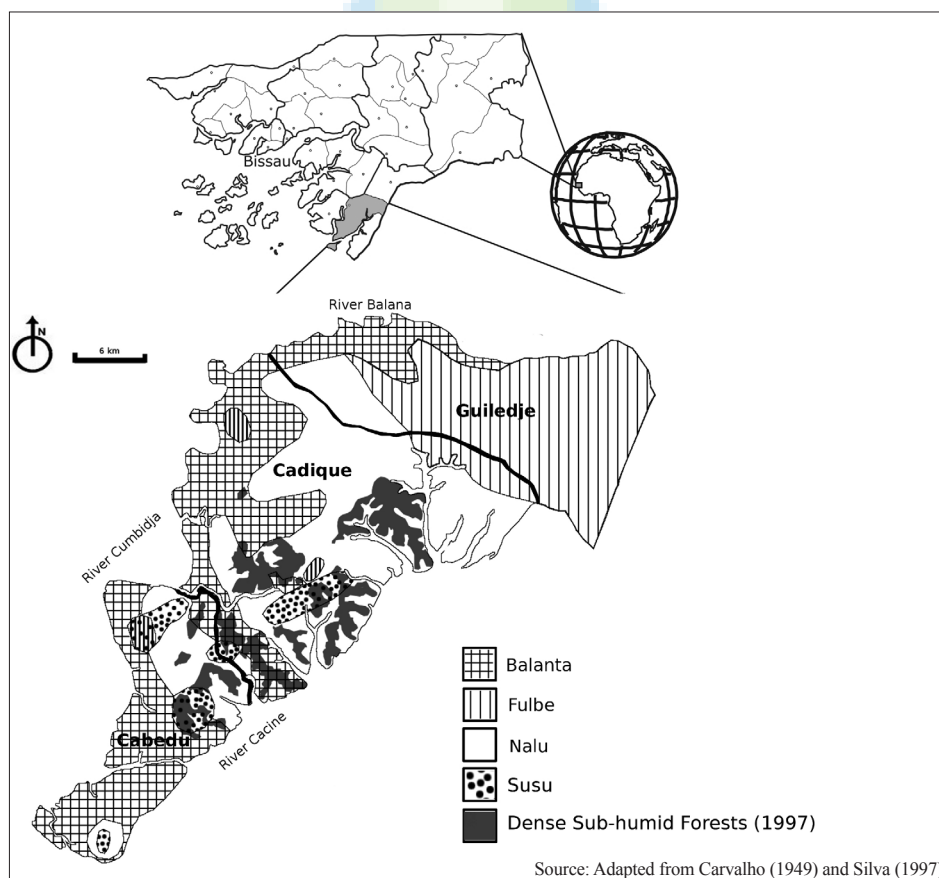 Bissau
River Balana
N
6 km
Guiledje
Cadique
River Cumbidja
Cabedu
River Cacine
Balanta
Fulbe
Nalu
Susu
Dense Sub-humid Forests (1997)
Source: Adapted from Carvalho (1949) and Silva (1997)